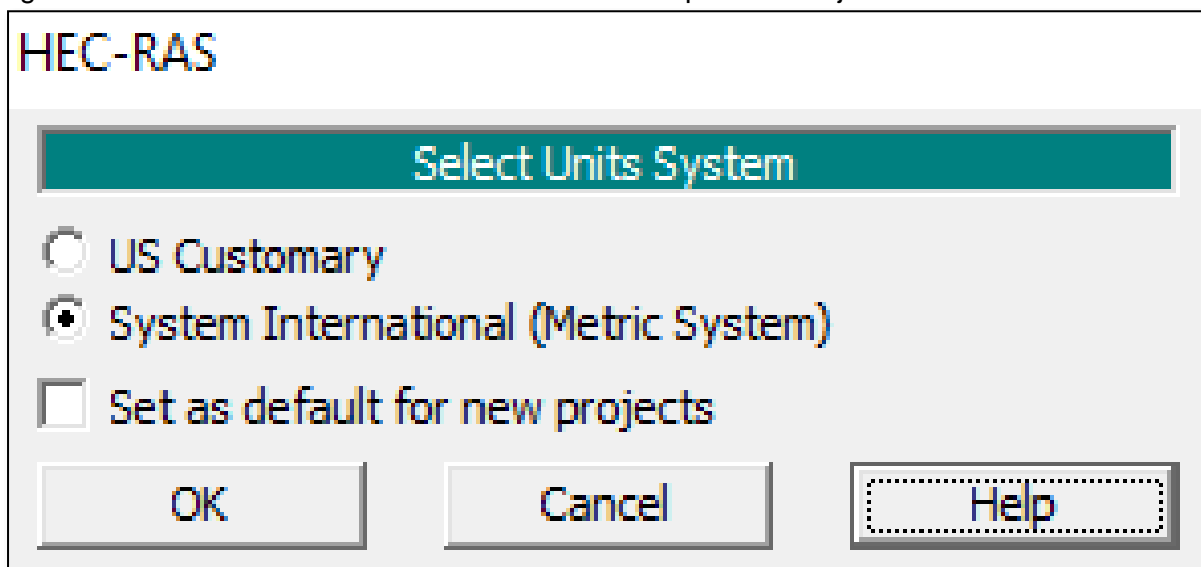 HEC-RAS
Select Units System
US Customary
System International (Metric System)
Set as default for new projects
OK
Cancel
Help